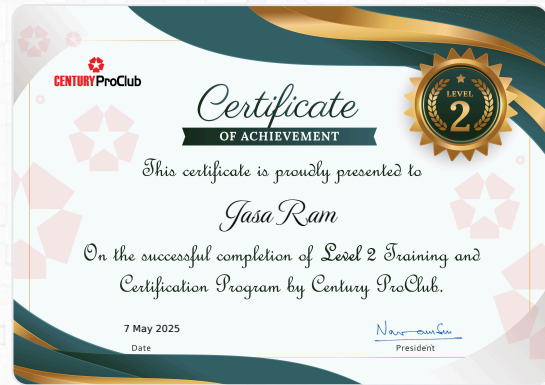 CENTURY ProClub
Certificate
OF ACHIEVEMENT
LEVEL
2
This certificate is proudly presented to
Jasa Ram
On the successful completion of Level 2 Training and
Certification Program by Century ProClub.
7 May 2025
Date
President